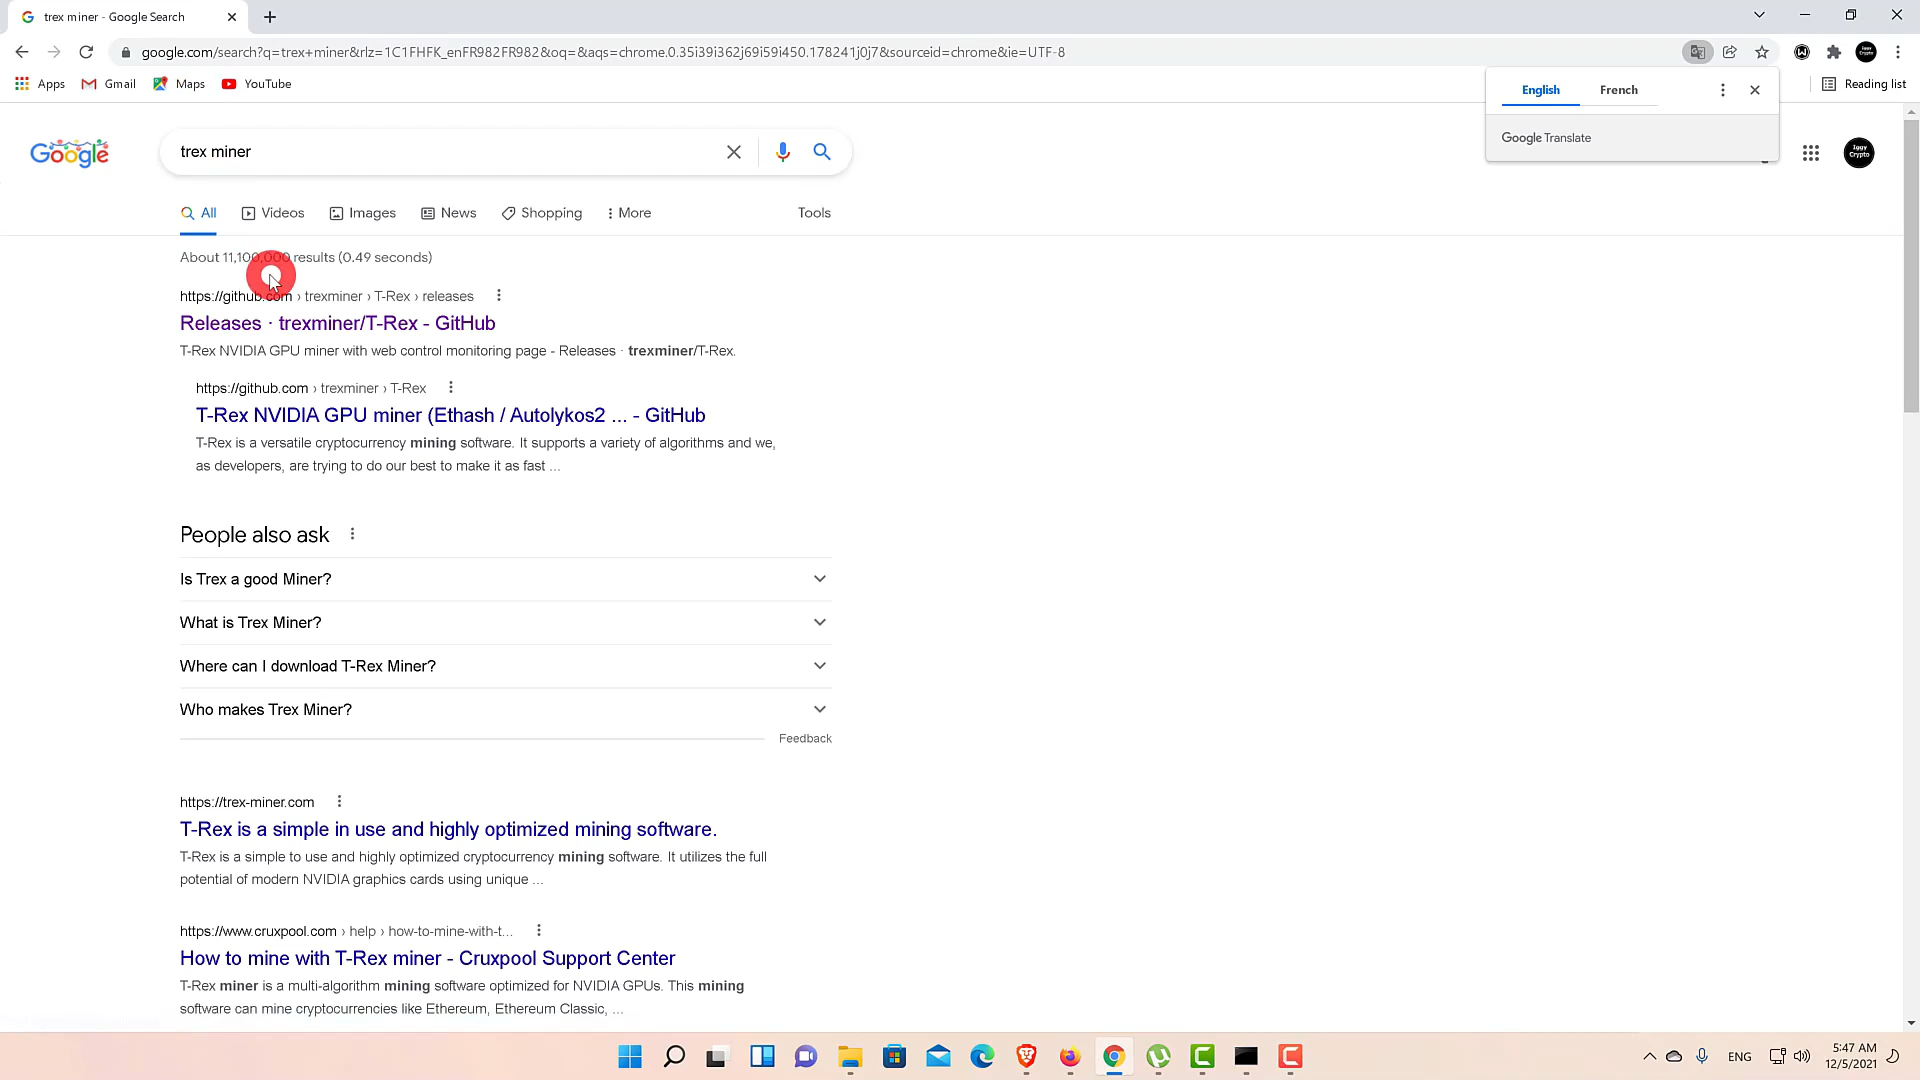 trex miner - Google Search
google.com/search?q=trex+miner&rlz=1C1FHFK_enFR982FR982&oq=&aqs=chrome.0.35i39i362j69i59i450.178241j0j7&sourceid=chrome&ie=UTF-8
Apps
Gmail
Maps
YouTube
Reading list
English
French
Google Translate
Google
trex miner
Iggy
Crypto
All
Videos
Images
News
Shopping
More
Tools
About 11,100,000 results (0.49 seconds)
https://github.com › trexminer › T-Rex › releases
Releases · trexminer/T-Rex - GitHub
T-Rex NVIDIA GPU miner with web control monitoring page - Releases · trexminer/T-Rex.
https://github.com › trexminer › T-Rex
T-Rex NVIDIA GPU miner (Ethash / Autolykos2 ... - GitHub
T-Rex is a versatile cryptocurrency mining software. It supports a variety of algorithms and we,
as developers, are trying to do our best to make it as fast ...
People also ask
Is Trex a good Miner?
What is Trex Miner?
Where can I download T-Rex Miner?
Who makes Trex Miner?
Feedback
https://trex-miner.com
T-Rex is a simple in use and highly optimized mining software.
T-Rex is a simple to use and highly optimized cryptocurrency mining software. It utilizes the full
potential of modern NVIDIA graphics cards using unique ...
https://www.cruxpool.com › help › how-to-mine-with-t...
How to mine with T-Rex miner - Cruxpool Support Center
T-Rex miner is a multi-algorithm mining software optimized for NVIDIA GPUs. This mining
software can mine cryptocurrencies like Ethereum, Ethereum Classic, ...
ENG
5:47 AM
12/5/2021